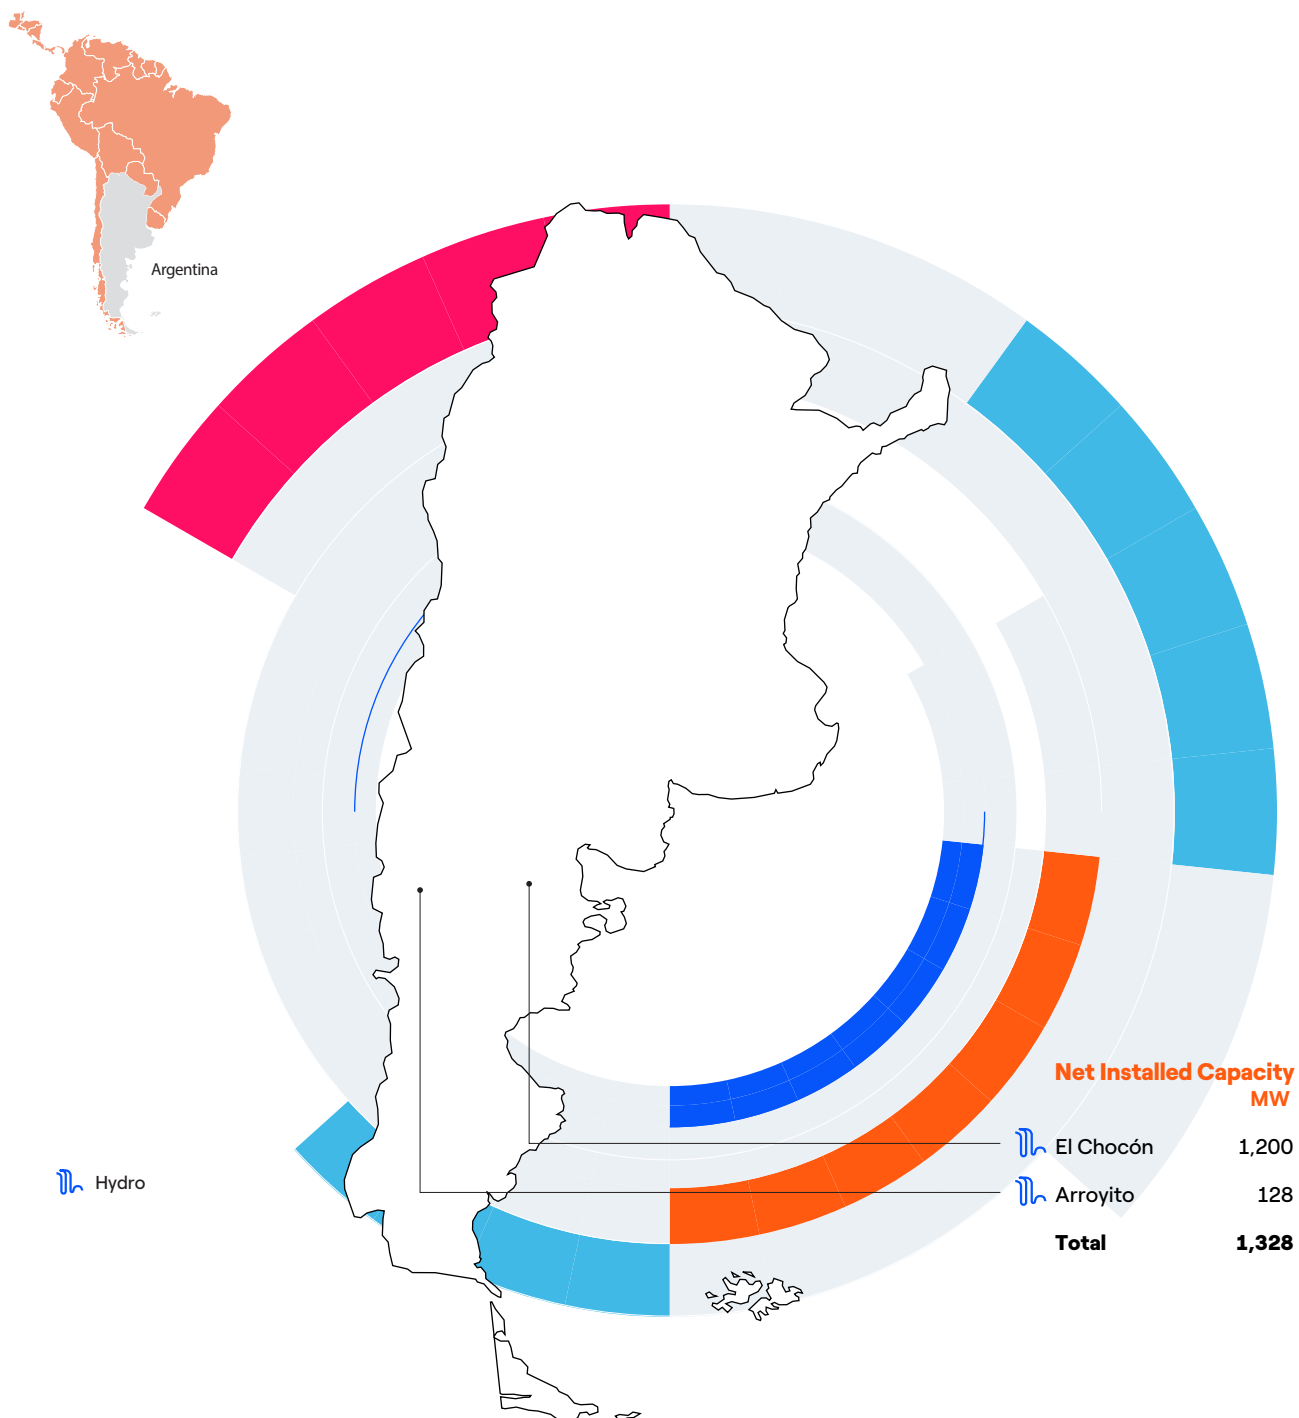 Argentina
Net Installed Capacity
MW
El Chocón 1,200
Hydro
Arroyito 128
Total 1,328